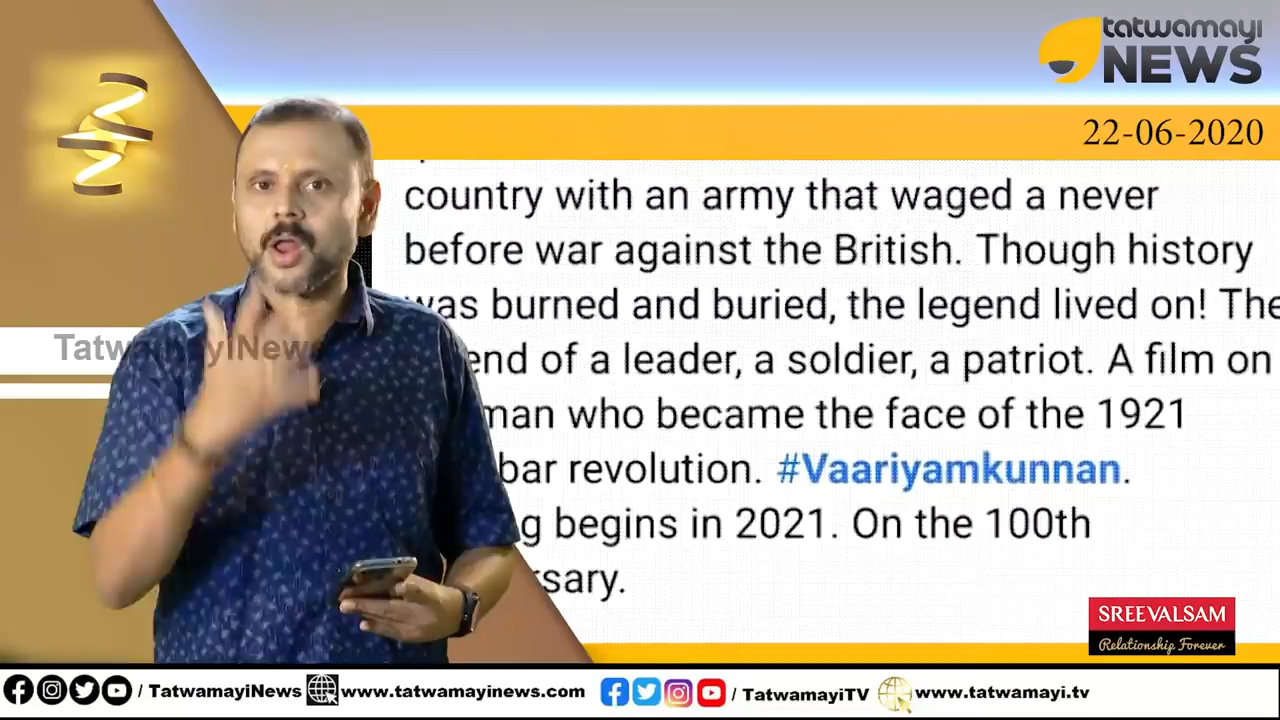 tatwamayi
NEWS
22-06-2020
country with an army that waged a never
before war against the British. Though history
was burned and buried, the legend lived on! The
end of a leader, a soldier, a patriot. A film on
man who became the face of the 1921
bar revolution. #Vaariyamkunnan.
g begins in 2021. On the 100th
rsary.
TatwamayiNews
SREEVALSAM
Relationship Forever
/ TatwamayiNews www.tatwamayinews.com / TatwamayiTV www.tatwamayi.tv